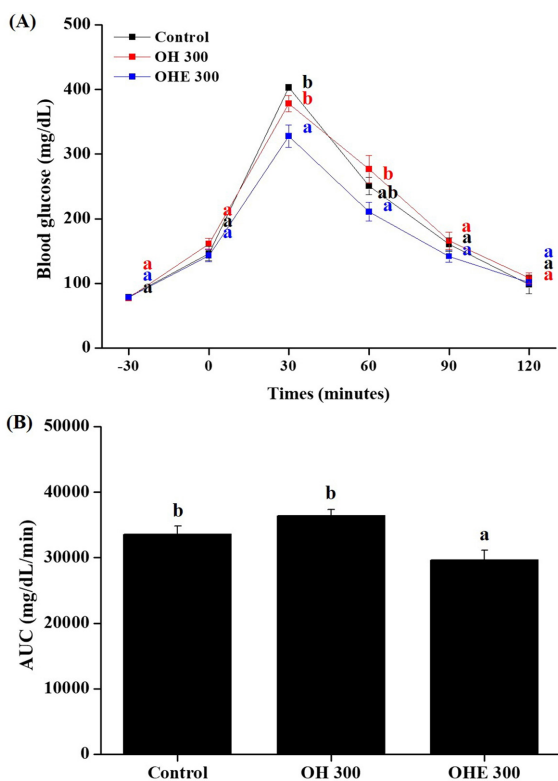 (A)
Control
OH 300
OHE 300
Blood glucose (mg/dL)
500
400
300
200
100
0
b
b
a
b
ab
a
a
a
a
a
a
a
a
a
a
a
a
a
-30
0
30
60
90
120
Times (minutes)
(B)
AUC (mg/dL/min)
50000
40000
30000
20000
10000
0
b
b
a
Control
OH 300
OHE 300